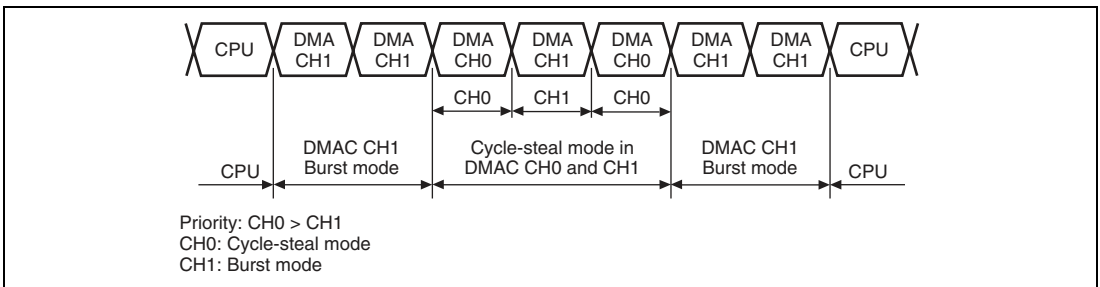 CPU DMA CH1 DMA CH1 DMA CH0 DMA CH1 DMA CH0 DMA CH1 DMA CH1 CPU
CH0 CH1 CH0
CPU
DMAC CH1
Burst mode
Cycle-steal mode in
DMAC CH0 and CH1
DMAC CH1
Burst mode
CPU
Priority: CH0 > CH1
CH0: Cycle-steal mode
CH1: Burst mode